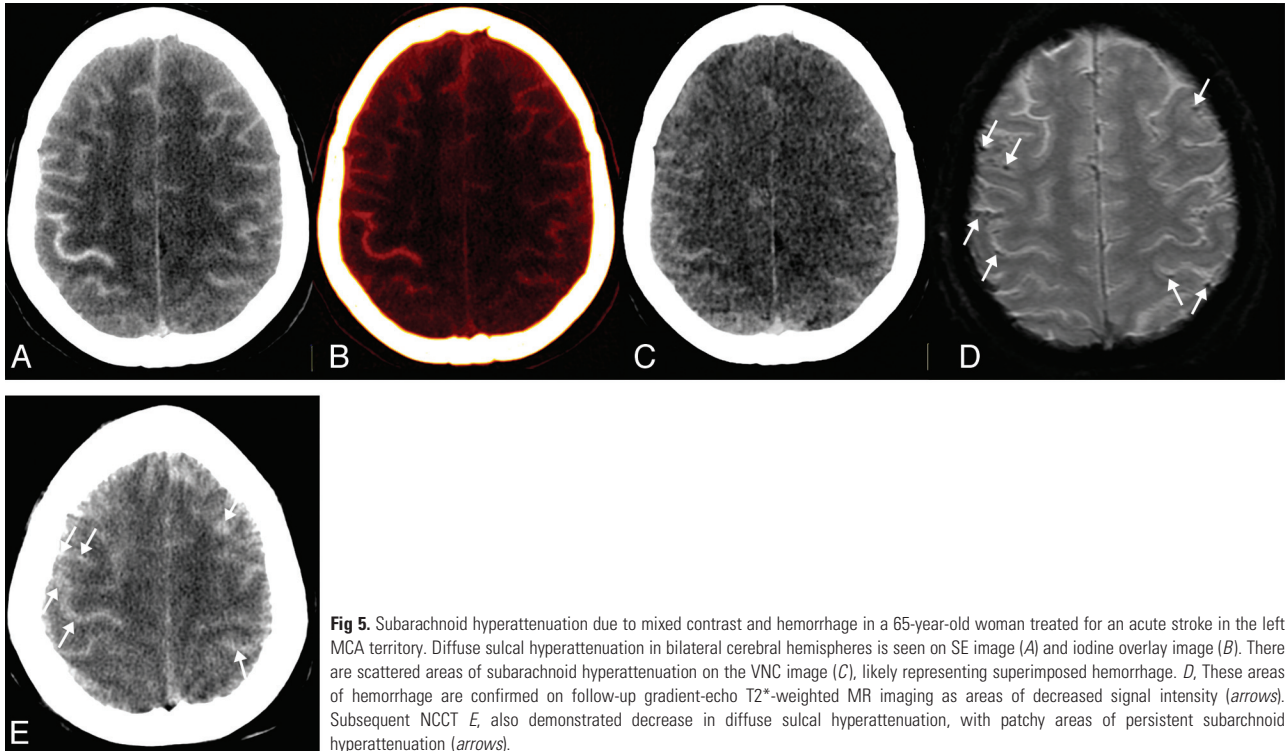 A
B
C
D
E
Fig 5. Subarachnoid hyperattenuation due to mixed contrast and hemorrhage in a 65-year-old woman treated for an acute stroke in the left
MCA territory. Diffuse sulcal hyperattenuation in bilateral cerebral hemispheres is seen on SE image (A) and iodine overlay image (B). There
are scattered areas of subarachnoid hyperattenuation on the VNC image (C), likely representing superimposed hemorrhage. D, These areas
of hemorrhage are confirmed on follow-up gradient-echo T2*-weighted MR imaging as areas of decreased signal intensity (arrows).
Subsequent NCCT E, also demonstrated decrease in diffuse sulcal hyperattenuation, with patchy areas of persistent subarchnoid
hyperattenuation (arrows).